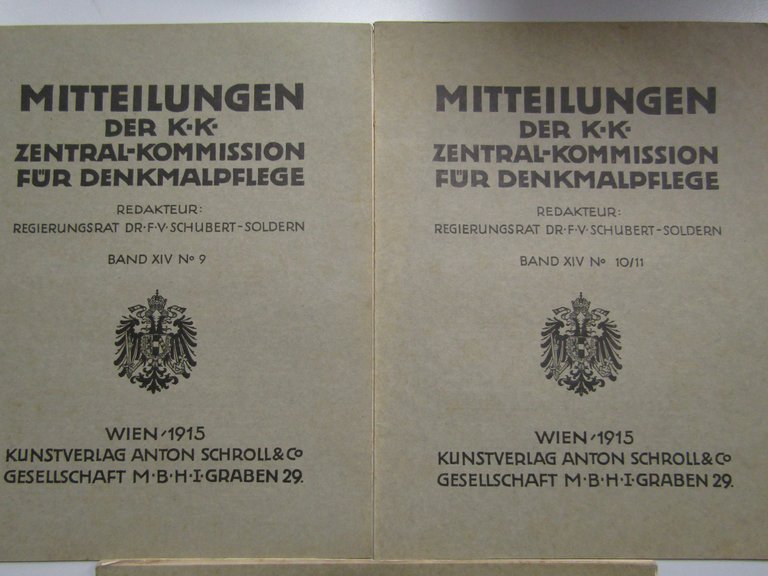 MITTEILUNGEN
DER K·K·
ZENTRAL-KOMMISSION
FÜR DENKMALPFLEGE
REDAKTEUR:
REGIERUNGSRAT DR·F·V·SCHUBERT-SOLDERN
BAND XIV No 9
WIEN, 1915
KUNSTVERLAG ANTON SCHROLL & Co
GESELLSCHAFT M·B·H·I·GRABEN 29.
MITTEILUNGEN
DER K·K·
ZENTRAL-KOMMISSION
FÜR DENKMALPFLEGE
REDAKTEUR:
REGIERUNGSRAT DR·F·V·SCHUBERT-SOLDERN
BAND XIV No 10/11
WIEN, 1915
KUNSTVERLAG ANTON SCHROLL & Co
GESELLSCHAFT M·B·H·I·GRABEN 29.